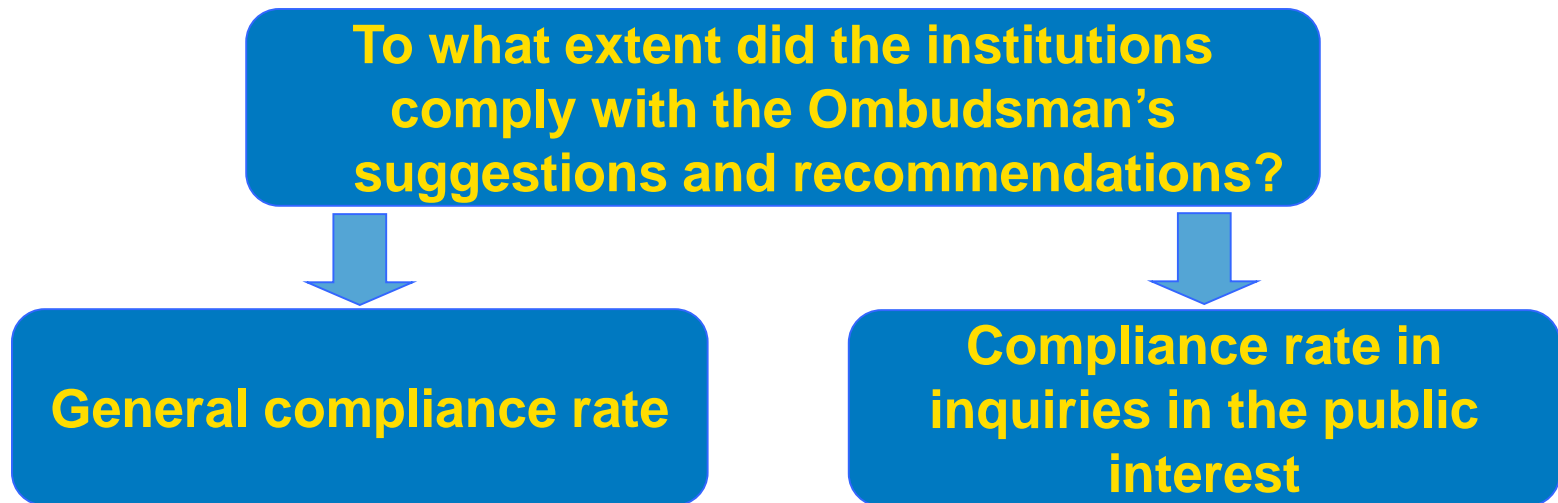 To what extent did the institutions
comply with the Ombudsman’s
suggestions and recommendations?
General compliance rate
Compliance rate in
inquiries in the public
interest